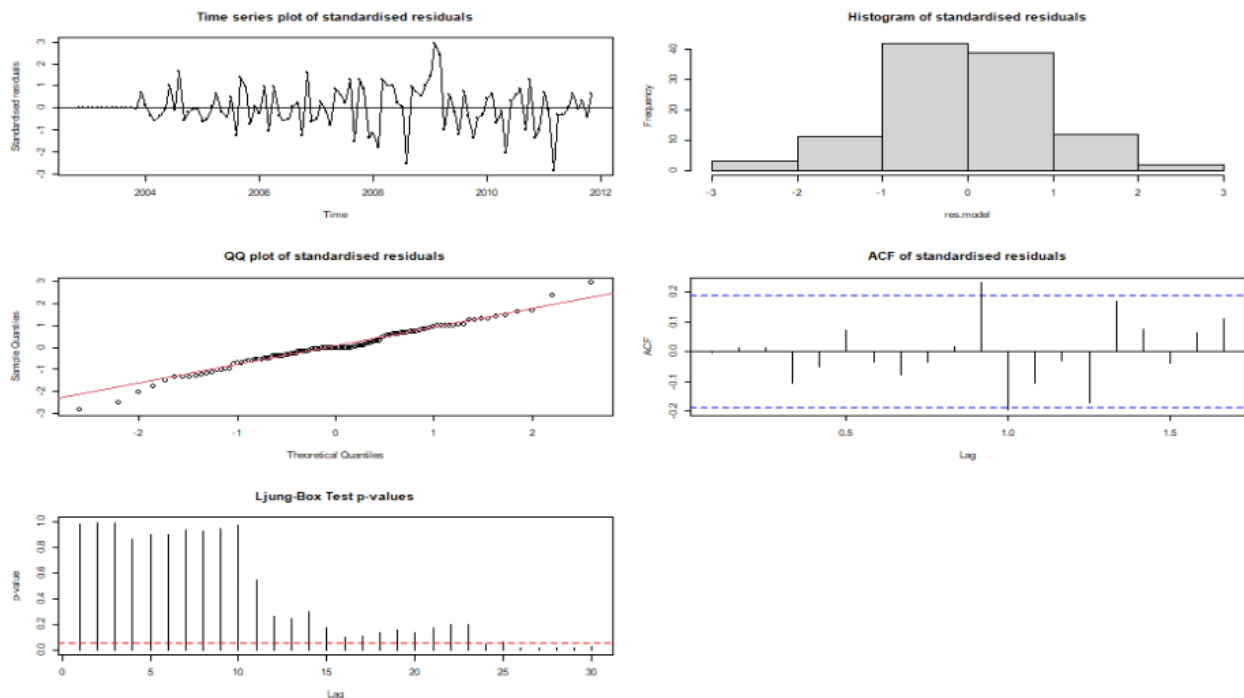 Time series plot of standardised residuals
Standardised residuals
3
2
1
0
-1
-2
-3
2004 2006 2008 2010 2012
Time
Histogram of standardised residuals
Frequency
40
30
20
10
0
-3 -2 -1 0 1 2 3
res.model
QQ plot of standardised residuals
Sample Quantiles
3
2
1
0
-1
-2
-3
-2 -1 0 1 2
Theoretical Quantiles
ACF of standardised residuals
ACF
0.2
0.1
0.0
-0.1
-0.2
0.5 1.0 1.5
Lag
Ljung-Box Test p-values
p-value
1.0
0.8
0.6
0.4
0.2
0.0
0 5 10 15 20 25 30
Lag